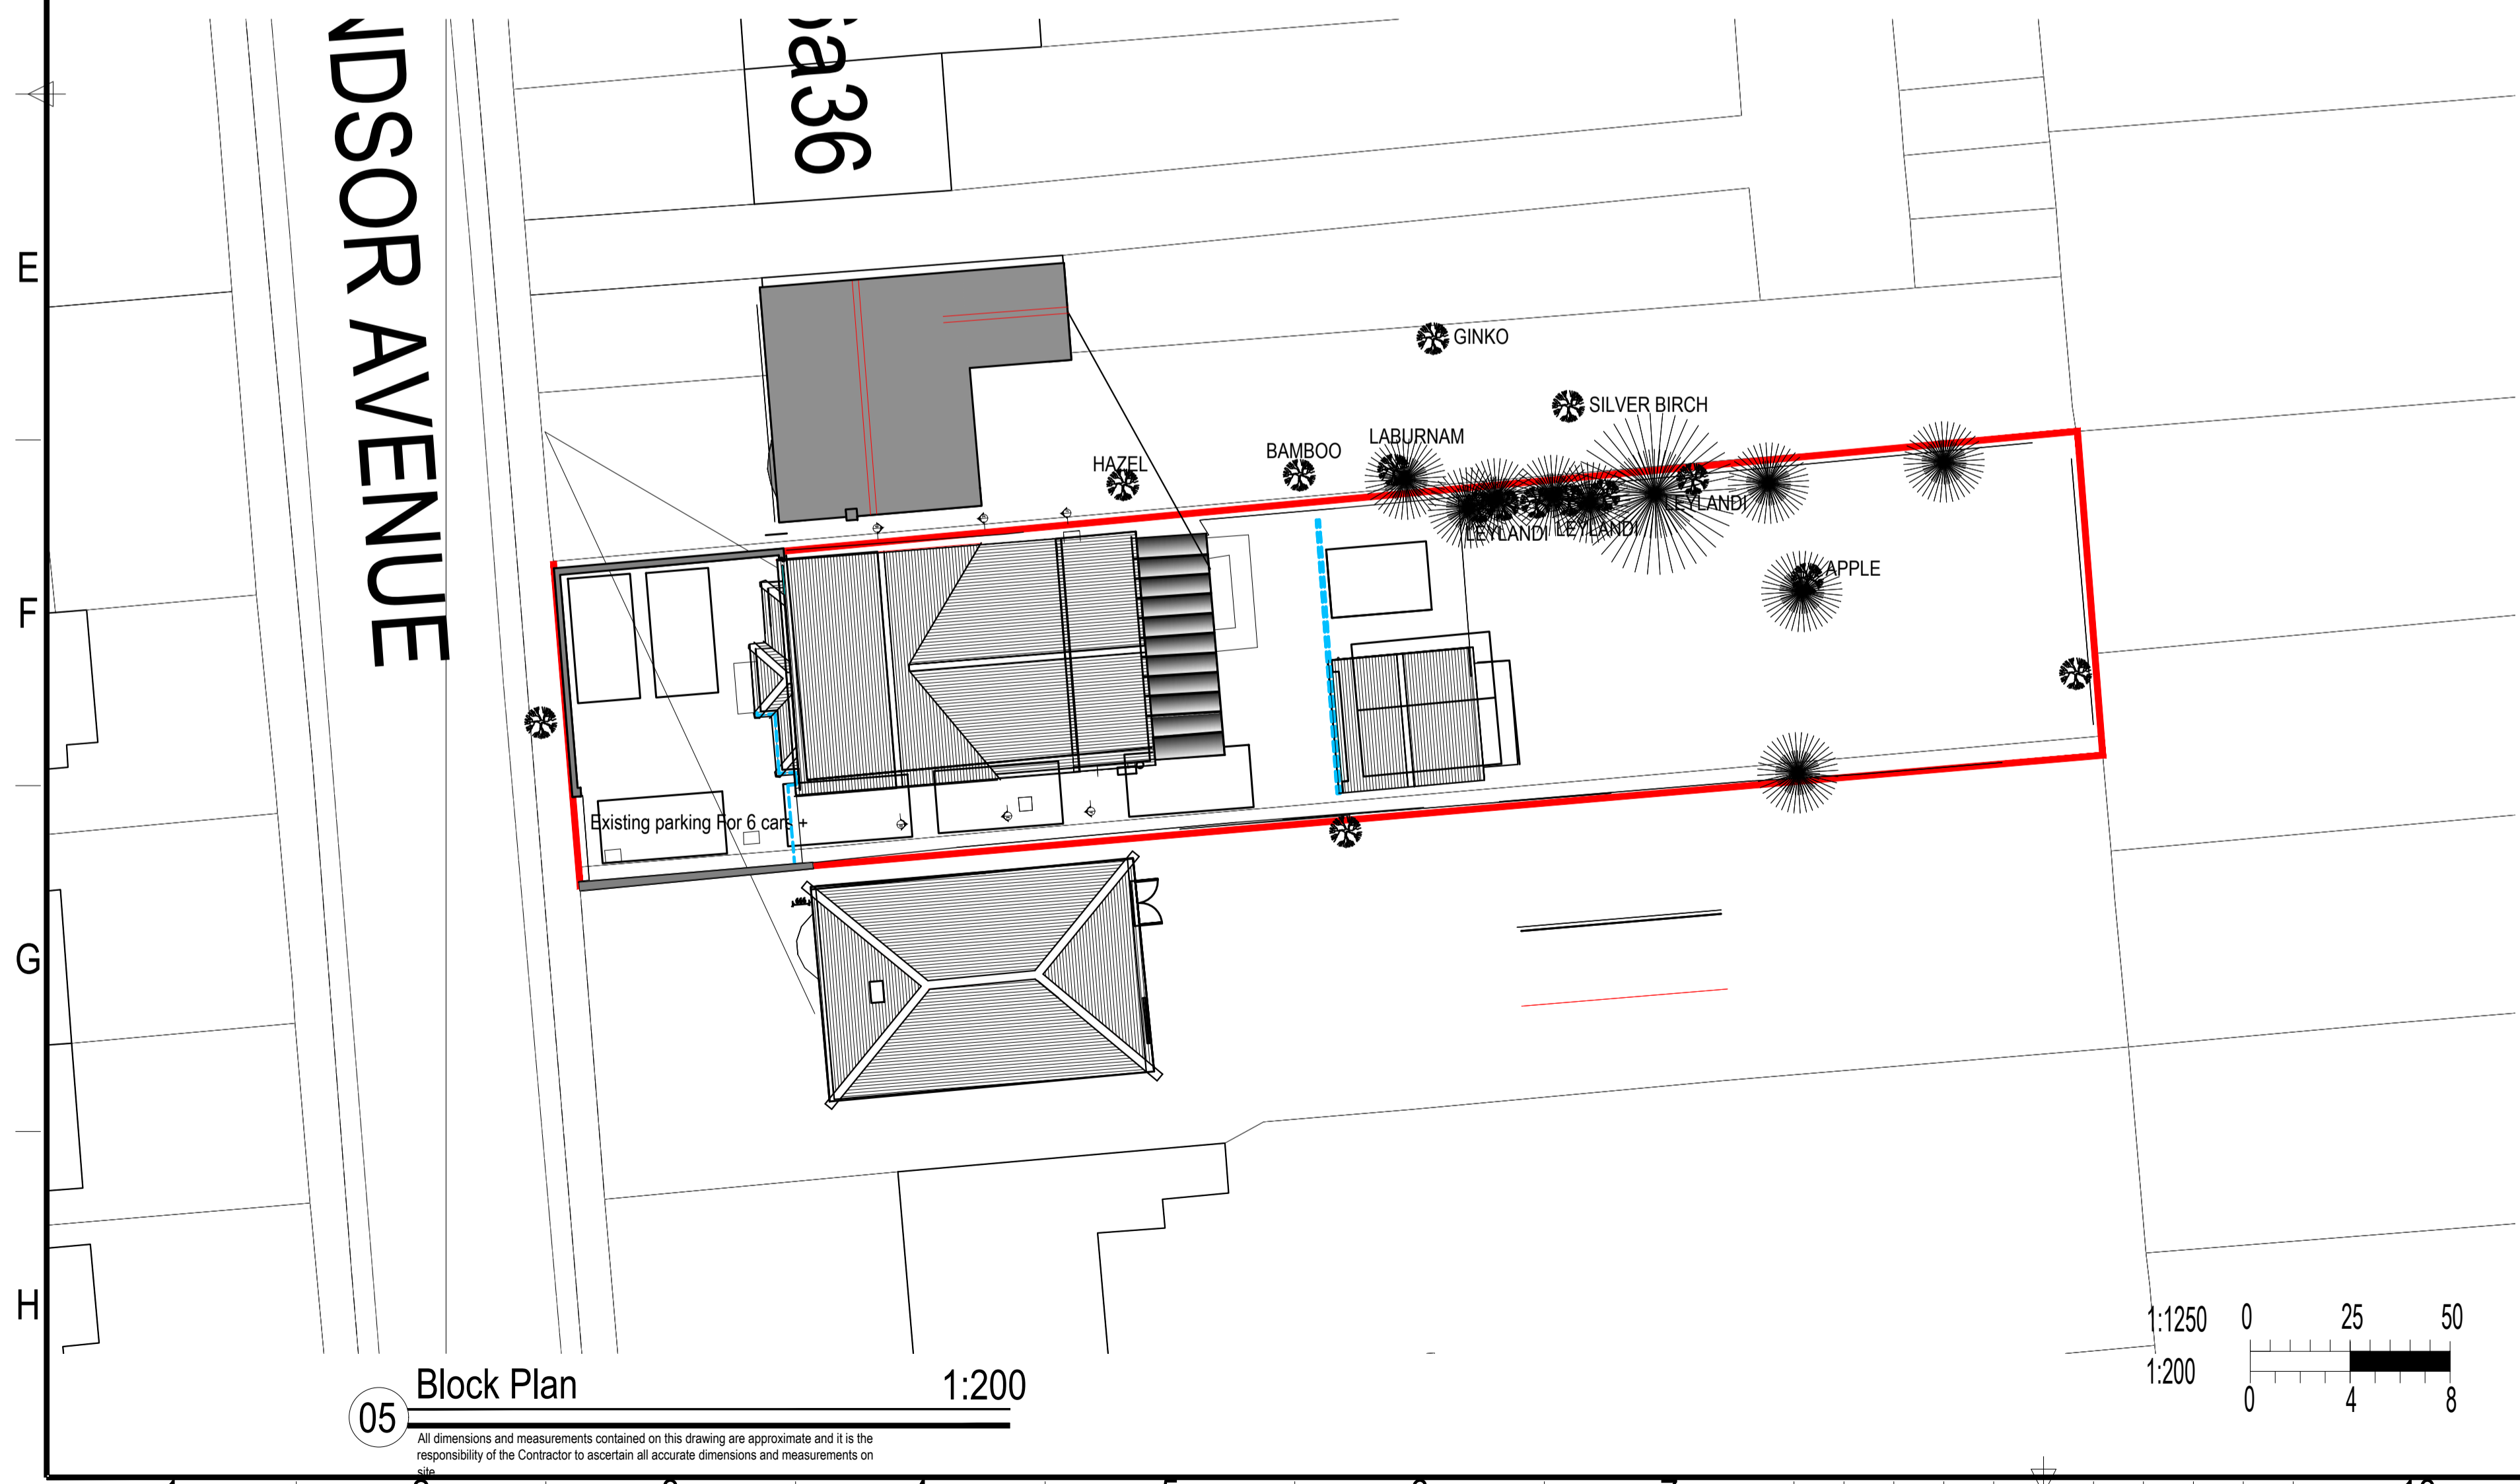 NDSOR AVENUE
6a36
E
F
G
H
GINKO
SILVER BIRCH
LABURNAM
BAMBOO
HAZEL
LEYLANDI
LEYLANDI
LEYLANDI
APPLE
Existing parking For 6 cars +
1:1250 0 25 50
1:200
0 4 8
Block Plan 1:200
05
All dimensions and measurements contained on this drawing are approximate and it is the
responsibility of the Contractor to ascertain all accurate dimensions and measurements on
site